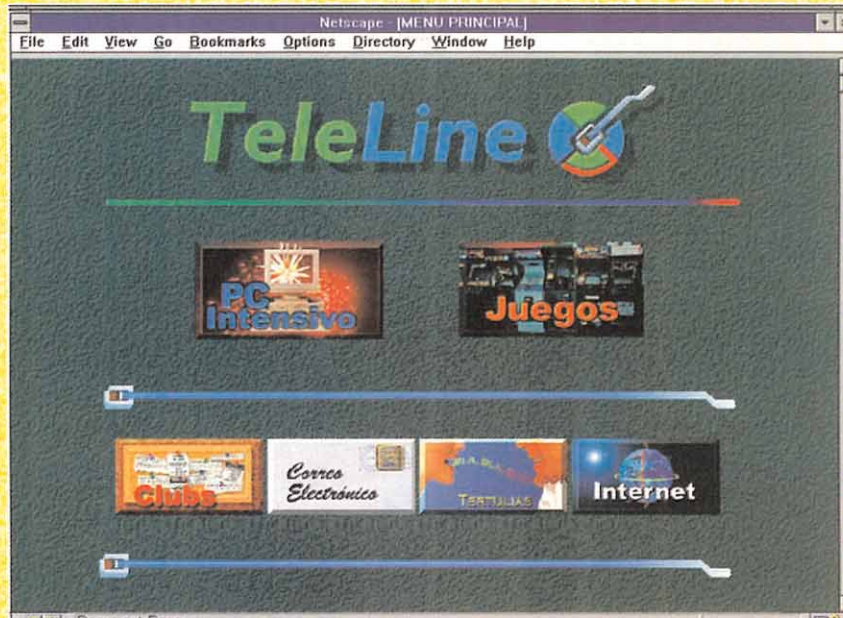 Netscape - [MENU PRINCIPAL]
File Edit View Go Bookmarks Options Directory Window Help
TeleLine
PC
Intensivo
Juegos
Clubs
Correo
Electrónico
TERTULIAS
Internet